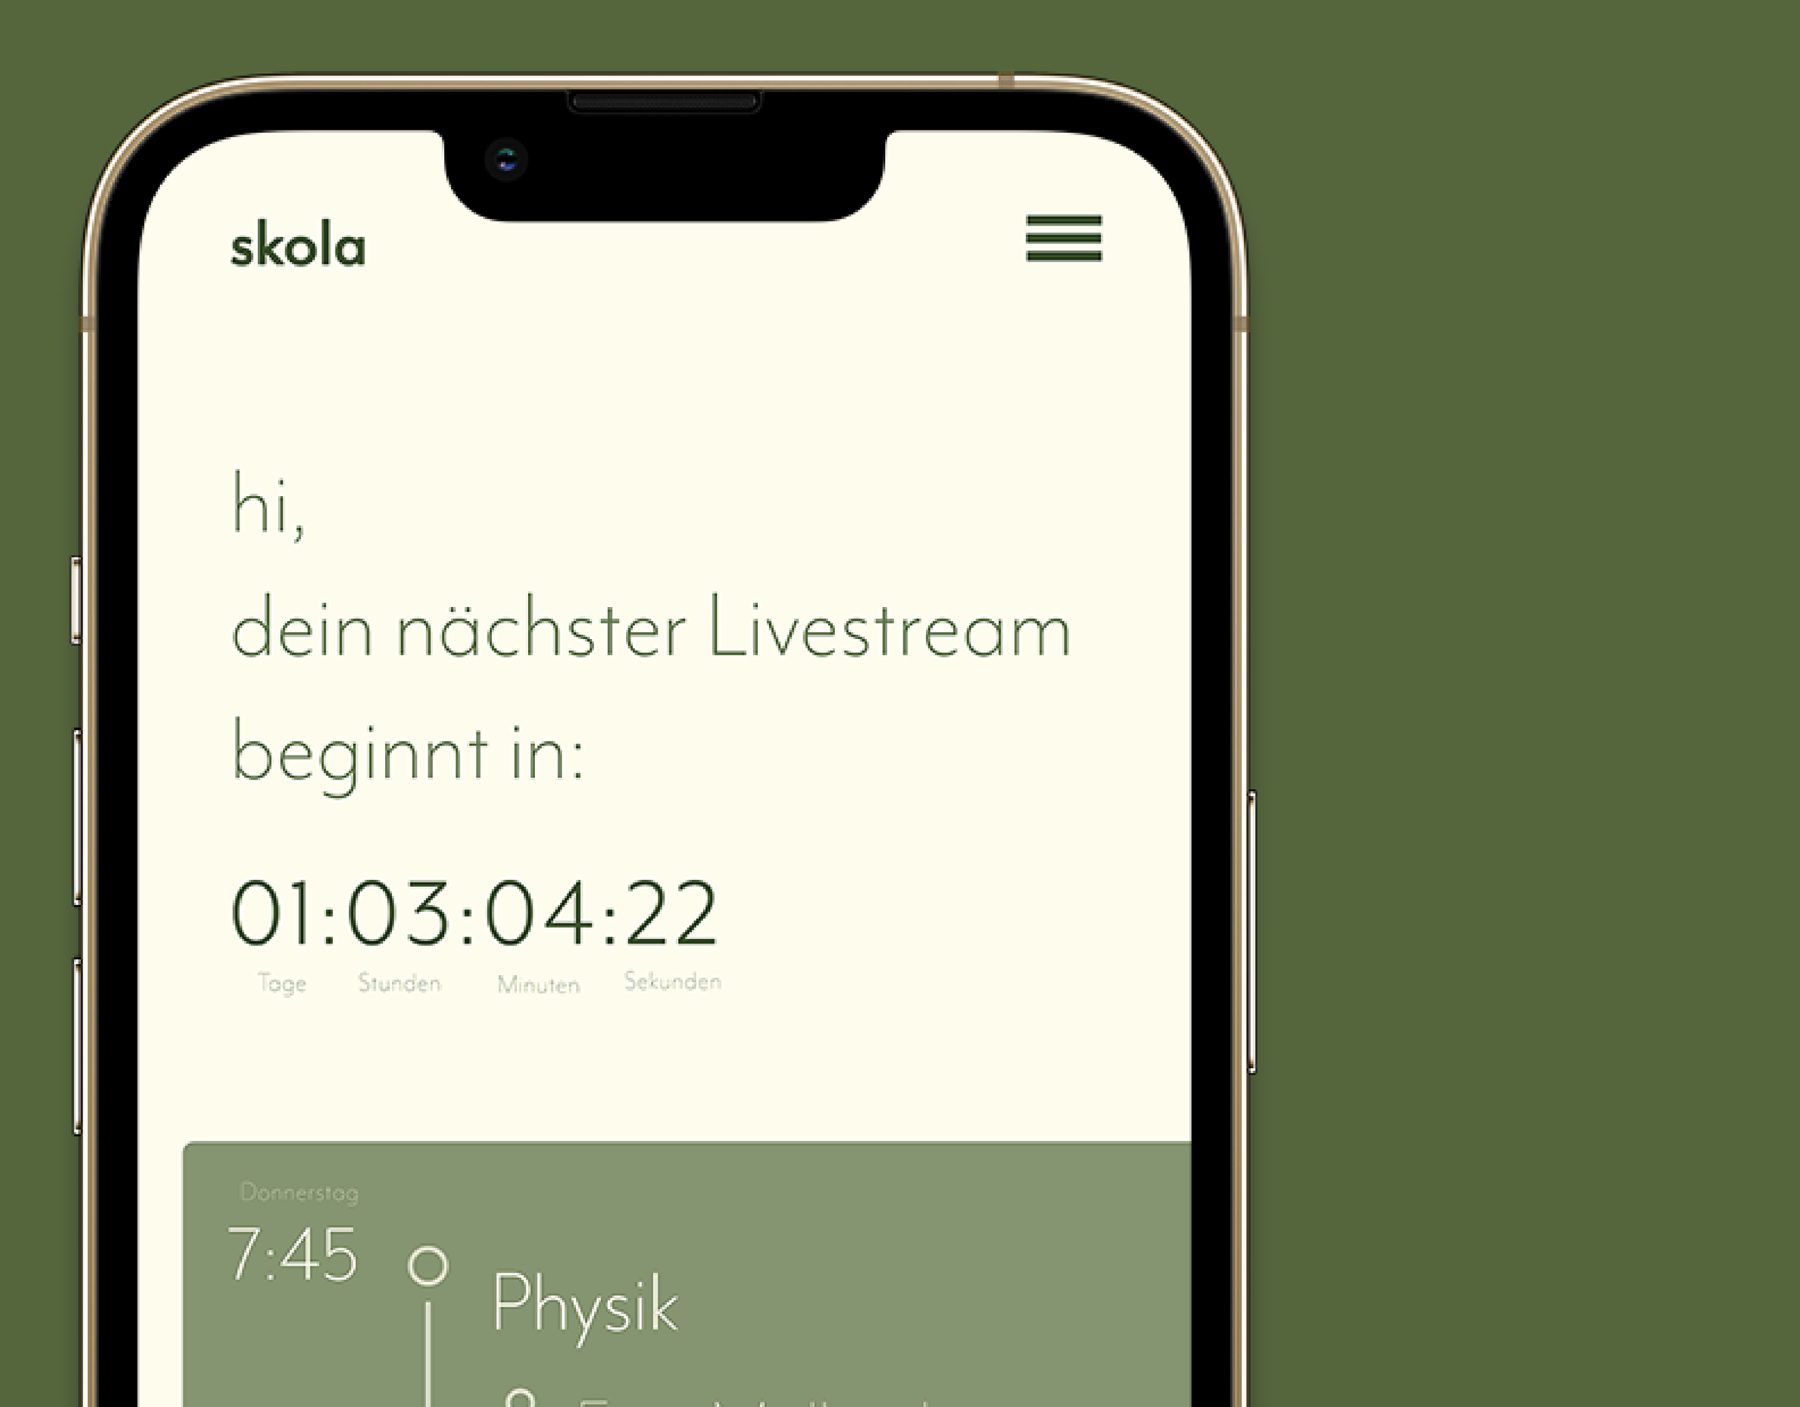 skola
hi,
dein nächster Livestream
beginnt in:
01:03:04:22
Tage Stunden Minuten Sekunden
Donnerstag
7:45
Physik